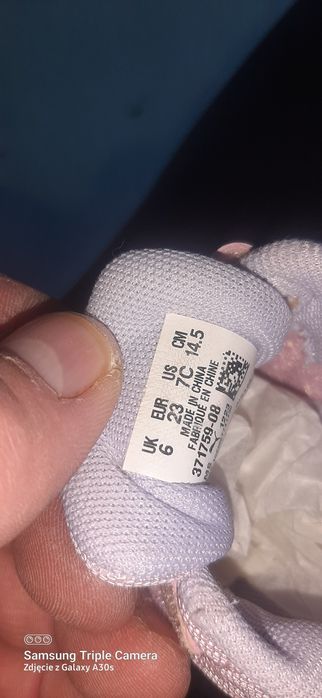 UK EUR US CM
6 23 7C 14.5
MADE IN CHINA
FABRIQUÉ EN CHINE
371759-08
Samsung Triple Camera
Zdjęcie z Galaxy A30s